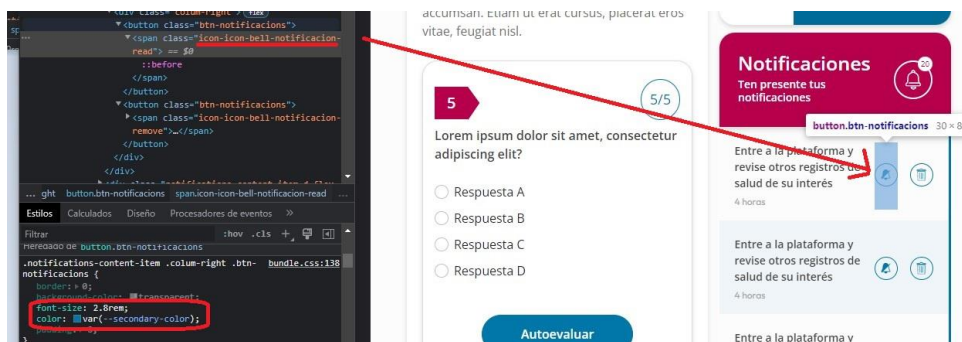 <button class="btn-notificacions">
<span class="icon-icon-bell-notificacion-
read"> == $0
::before
</span>
</button>
<button class="btn-notificacions">
<span class="icon-icon-bell-notificacion-
remove">…</span>
</button>
</div>
</div>
... ght button.btn-notificacions span.icon-icon-bell-notificacion-read ...
Estilos Calculados Diseño Procesadores de eventos »
Filtrar :hov .cls +
Heredado de button.btn-notificacions
.notifications-content-item .colum-right .btn- bundle.css:138
notificacions {
border: 0;
background-color: transparent;
font-size: 2.8rem;
color: var(--secondary-color);
}
accumsan. Etiam ut erat cursus, placerat eros
vitae, feugiat nisl.
5
5/5
Lorem ipsum dolor sit amet, consectetur
adipiscing elit?
Respuesta A
Respuesta B
Respuesta C
Respuesta D
Autoevaluar
Notificaciones
Ten presente tus
notificaciones
20
button.btn-notificacions 30 × 8
Entre a la plataforma y
revise otros registros de
salud de su interés
4 horas
Entre a la plataforma y
revise otros registros de
salud de su interés
4 horas
Entre a la plataforma y